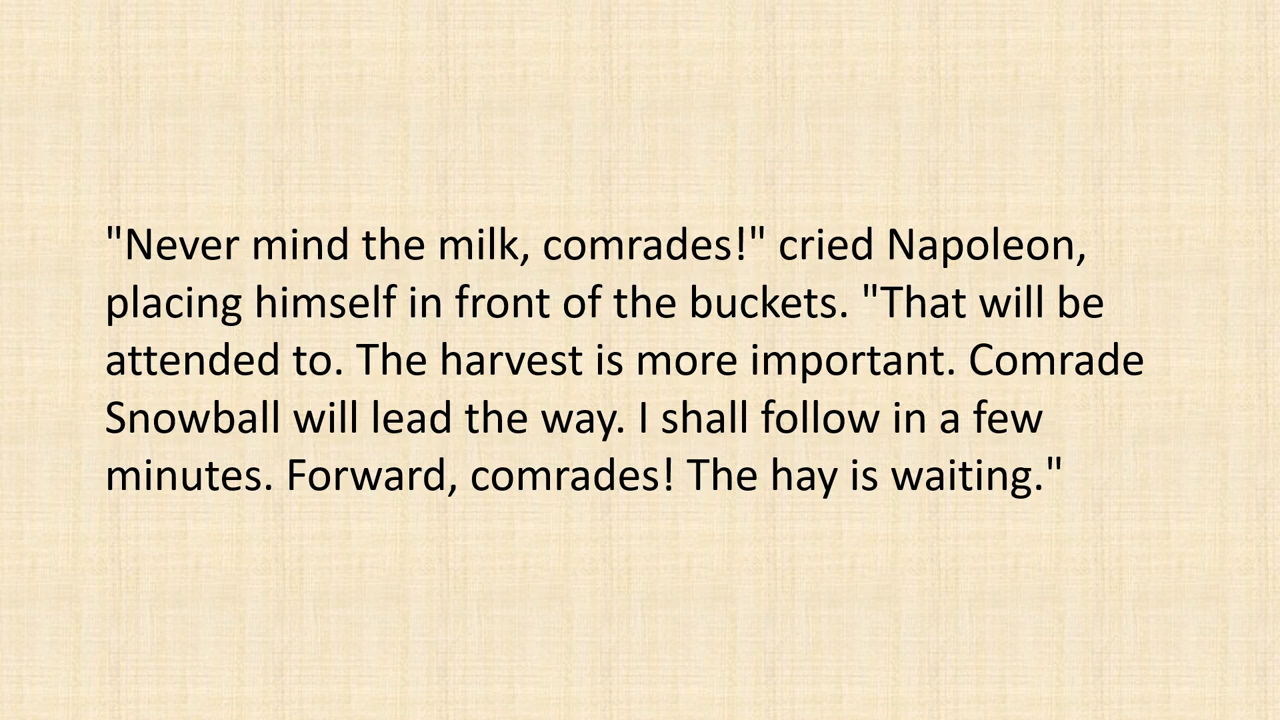 "Never mind the milk, comrades!" cried Napoleon,
placing himself in front of the buckets. "That will be
attended to. The harvest is more important. Comrade
Snowball will lead the way. I shall follow in a few
minutes. Forward, comrades! The hay is waiting."